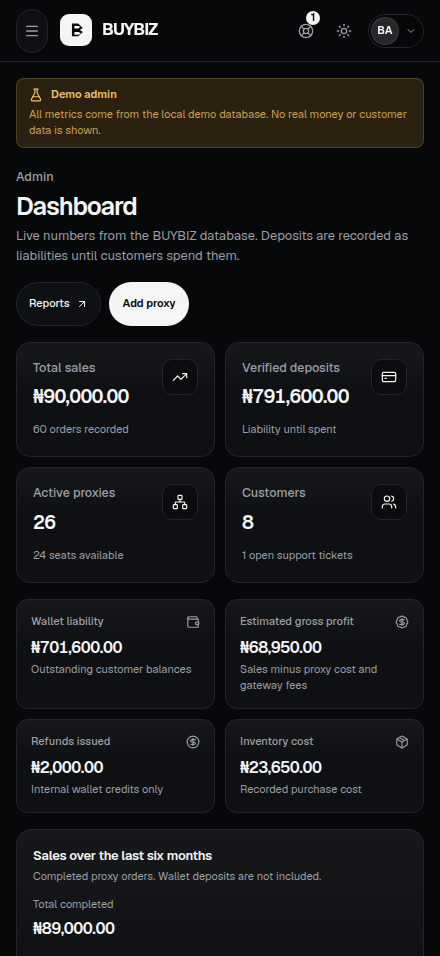 B BUYBIZ
1
BA
Demo admin
All metrics come from the local demo database. No real money or customer
data is shown.
Admin
Dashboard
Live numbers from the BUYBIZ database. Deposits are recorded as
liabilities until customers spend them.
Reports
Add proxy
Total sales
₦90,000.00
60 orders recorded
Verified deposits
₦791,600.00
Liability until spent
Active proxies
26
24 seats available
Customers
8
1 open support tickets
Wallet liability
₦701,600.00
Outstanding customer balances
Estimated gross profit
₦68,950.00
Sales minus proxy cost and
gateway fees
Refunds issued
₦2,000.00
Internal wallet credits only
Inventory cost
₦23,650.00
Recorded purchase cost
Sales over the last six months
Completed proxy orders. Wallet deposits are not included.
Total completed
₦89,000.00